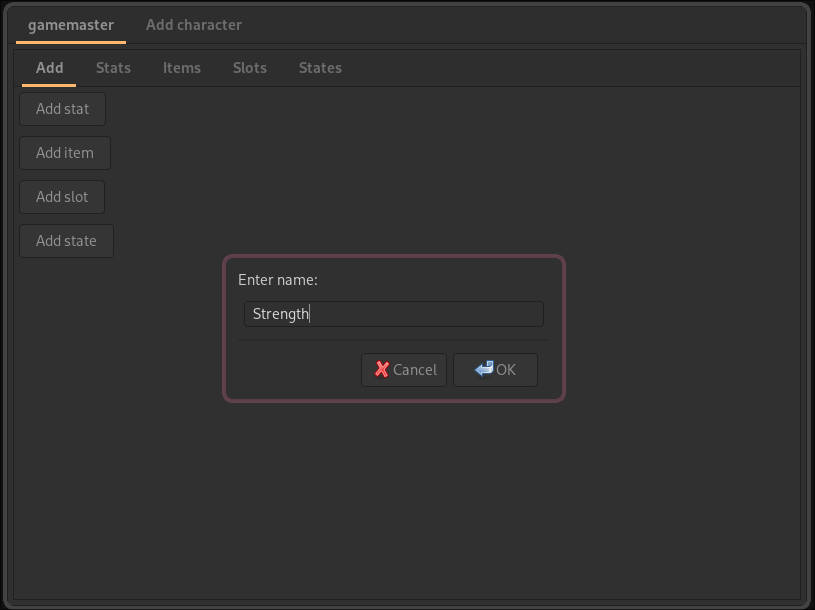 gamemaster Add character
Add Stats Items Slots States
Add stat
Add item
Add slot
Add state
Enter name:
Strength
Cancel OK